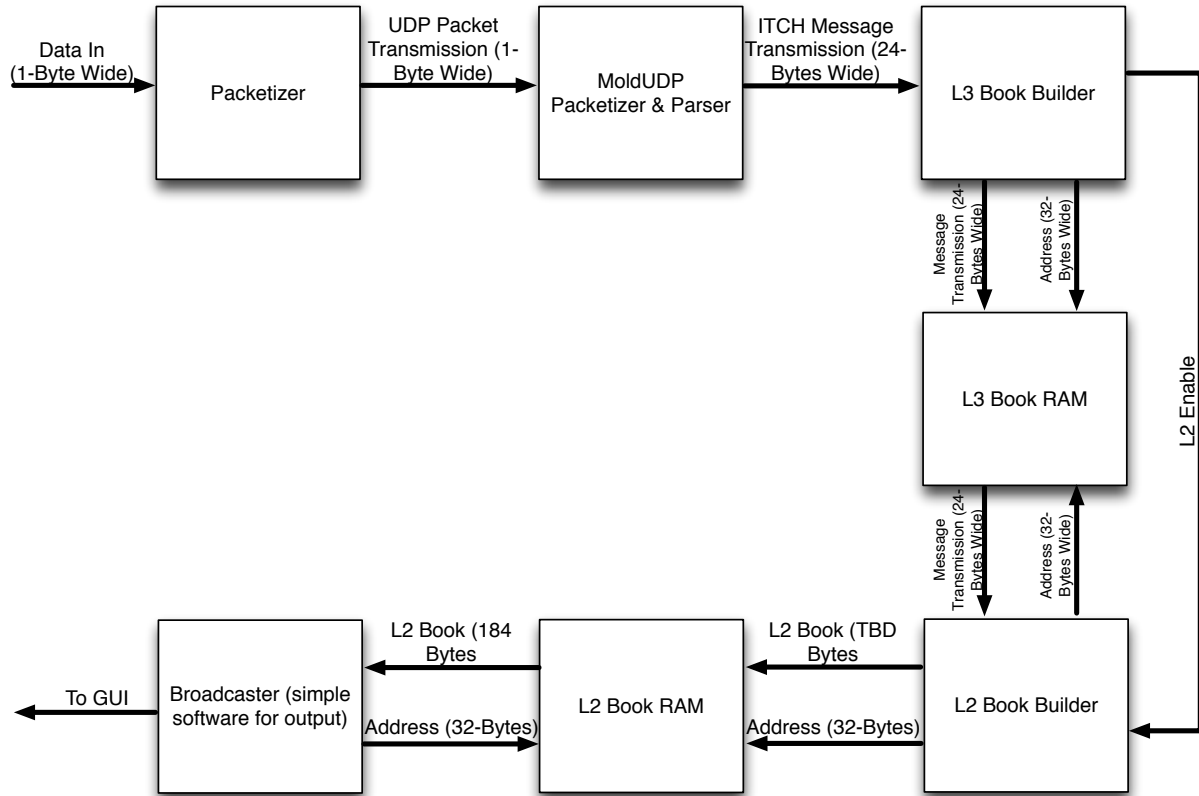 Data In
(1-Byte Wide)
Packetizer
UDP Packet
Transmission (1-
Byte Wide)
MoldUDP
Packetizer & Parser
ITCH Message
Transmission (24-
Bytes Wide)
L3 Book Builder
Message
Transmission (24-
Bytes Wide)
Address (32-
Bytes Wide)
L3 Book RAM
L2 Enable
Message
Transmission (24-
Bytes Wide)
Address (32-
Bytes Wide)
To GUI
Broadcaster (simple
software for output)
L2 Book (184
Bytes
Address (32-Bytes)
L2 Book RAM
L2 Book (TBD
Bytes
Address (32-Bytes)
L2 Book Builder